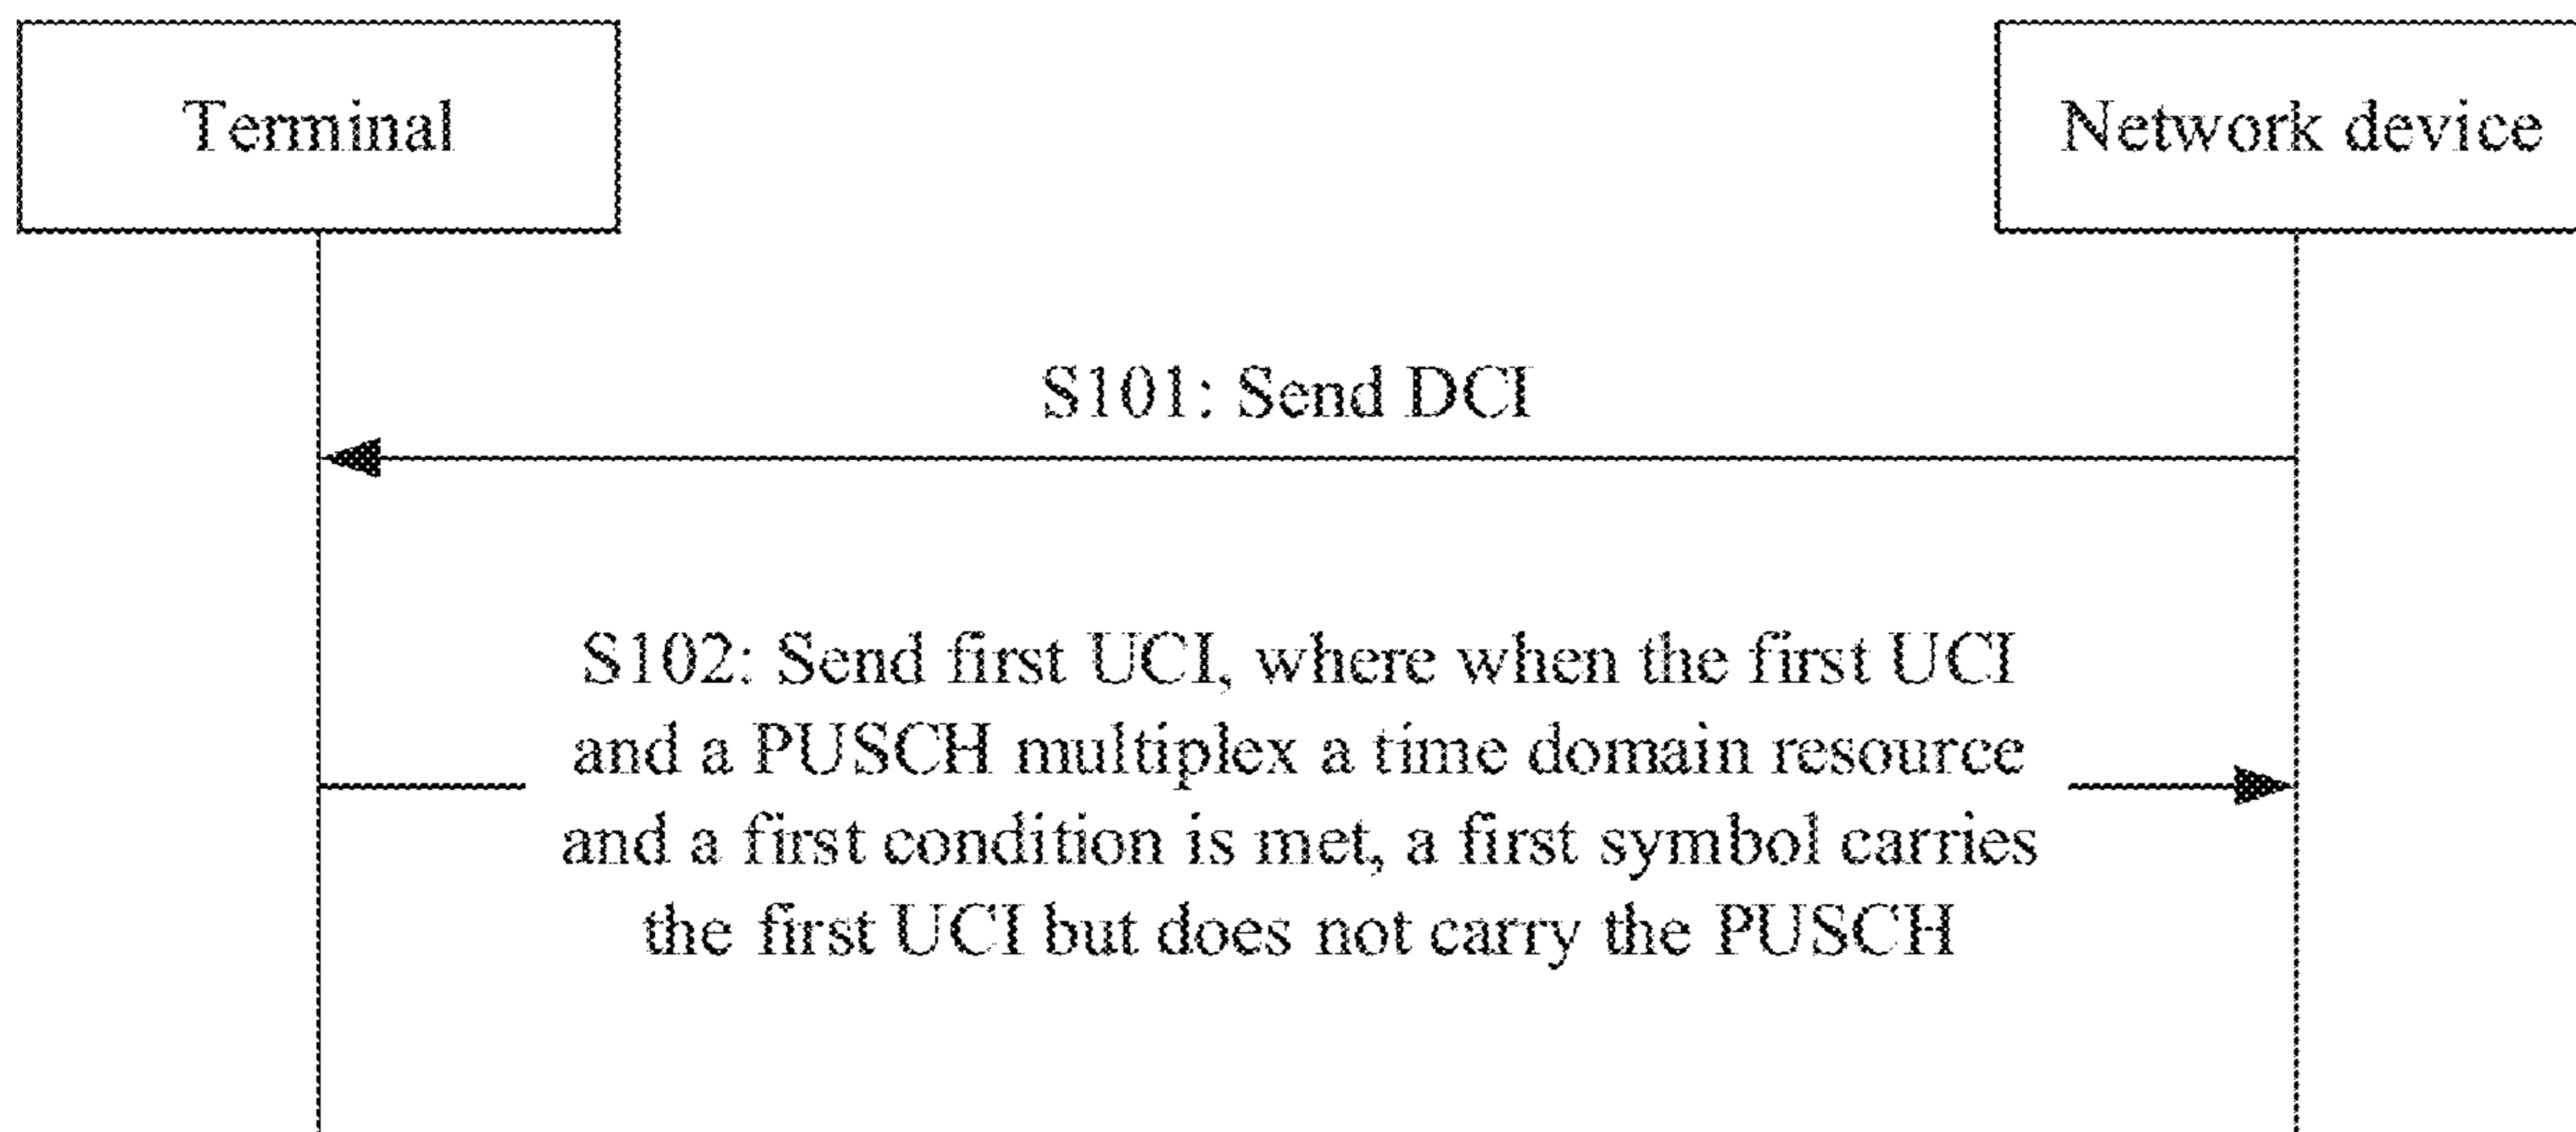 Terminal
Network device
S101: Send DCI
S102: Send first UCI, where when the first UCI
and a PUSCH multiplex a time domain resource
and a first condition is met, a first symbol carries
the first UCI but does not carry the PUSCH